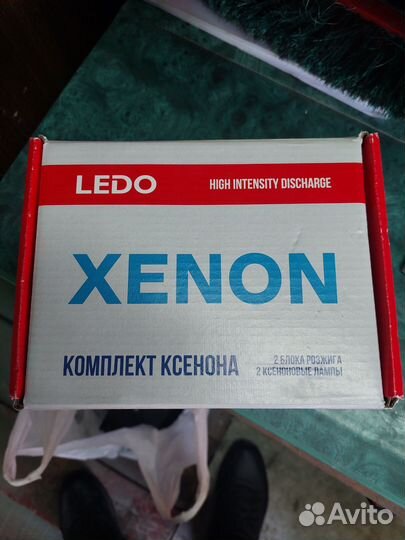 LEDO HIGH INTENSITY DISCHARGE
XENON
КОМПЛЕКТ КСЕНОНА
2 БЛОКА РОЗЖИГА
2 КСЕНОНОВЫЕ ЛАМПЫ
Avito